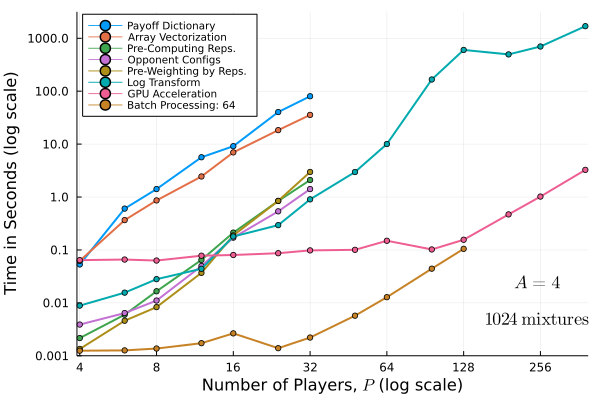 Payoff Dictionary
Array Vectorization
Pre-Computing Reps.
Opponent Configs
Pre-Weighting by Reps.
Log Transform
GPU Acceleration
Batch Processing: 64
1000.0
100.0
10.0
1.0
0.1
0.01
0.001
Time in Seconds (log scale)
A = 4
1024 mixtures
4 8 16 32 64 128 256
Number of Players, P (log scale)